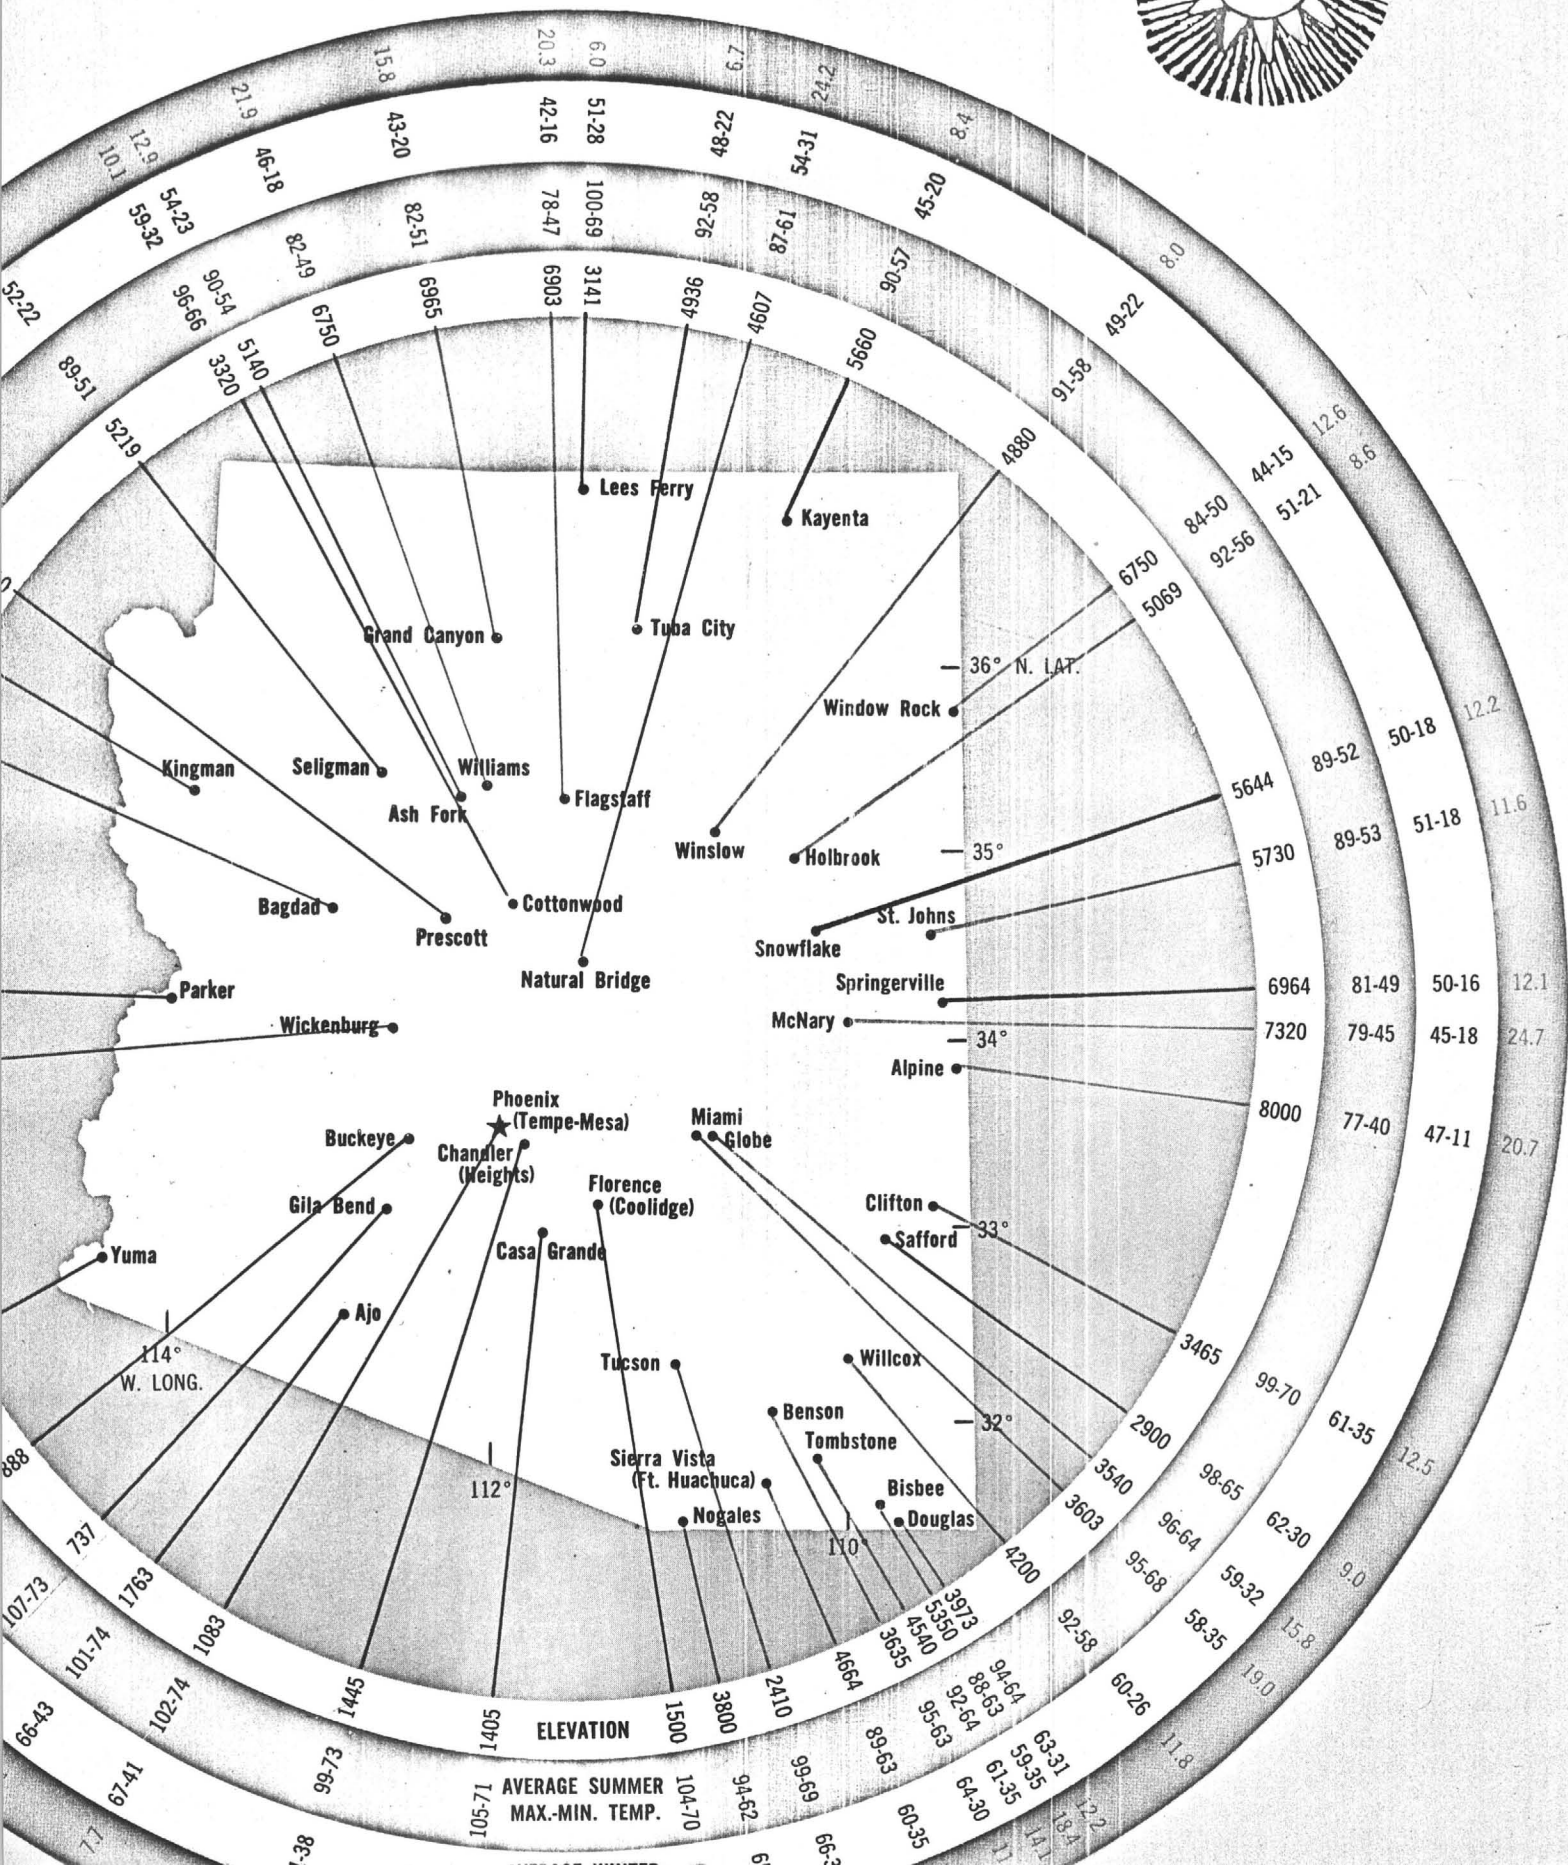 20.3
6.0
6.7
15.8
24.2
21.9
8.4
12.9
10.1
42-16
51-28
48-22
43-20
54-31
46-18
45-20
54-23
59-32
52-22
8.0
49-22
78-47
100-69
92-58
87-61
82-51
90-57
82-49
90-54
96-66
89-51
91-58
12.6
8.6
44-15
51-21
84-50
92-56
6903
3141
4936
4607
6965
6750
5660
5140
3320
5219
4880
6750
5069
Lees Ferry
Kayenta
Grand Canyon
Tuba City
36° N. LAT.
Window Rock
12.2
50-18
89-52
5644
Kingman
Seligman
Williams
Ash Fork
Flagstaff
Winslow
Holbrook
35°
5730
89-53
51-18
11.6
Bagdad
Prescott
Cottonwood
St. Johns
Snowflake
Natural Bridge
Springerville
6964
81-49
50-16
12.1
Parker
Wickenburg
McNary
7320
79-45
45-18
24.7
34°
Alpine
8000
77-40
47-11
20.7
Phoenix
(Tempe-Mesa)
Miami
Globe
Buckeye
Chandler
(Heights)
Florence
(Coolidge)
Gila Bend
Casa Grande
Clifton
33°
Safford
Yuma
Ajo
114°
W. LONG.
Tucson
Willcox
3465
99-70
61-35
12.5
Benson
32°
Tombstone
Sierra Vista
(Ft. Huachuca)
112°
Bisbee
Nogales
Douglas
110°
2900
98-65
62-30
9.0
3540
96-64
59-32
15.8
3603
95-68
58-35
19.0
4200
92-58
60-26
11.8
888
737
107-73
1763
101-74
66-43
1083
102-74
67-41
7.7
1445
99-73
1405
105-71
ELEVATION
AVERAGE SUMMER
MAX.-MIN. TEMP.
1500
104-70
3800
94-62
2410
99-69
4664
89-63
60-35
3635
95-63
64-30
4540
92-64
61-35
14.1
5350
88-63
59-35
18.4
3973
94-64
63-31
12.2